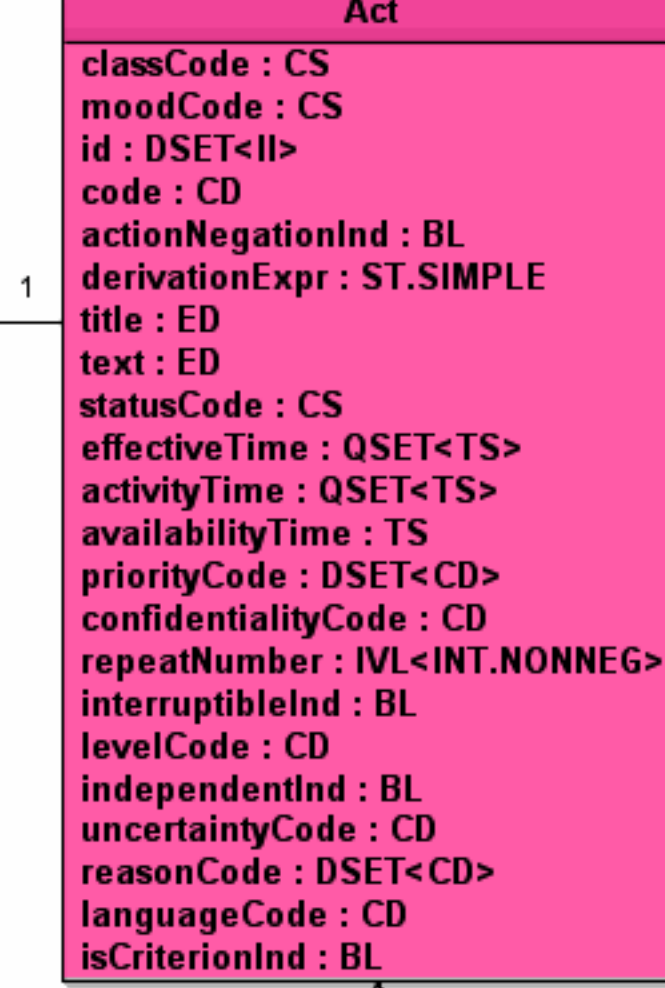 Act
classCode : CS
moodCode : CS
id : DSET<II>
code : CD
actionNegationInd : BL
derivationExpr : ST.SIMPLE
1
title : ED
text : ED
statusCode : CS
effectiveTime : QSET<TS>
activityTime : QSET<TS>
availabilityTime : TS
priorityCode : DSET<CD>
confidentialityCode : CD
repeatNumber : IVL<INT.NONNEG>
interruptibleInd : BL
levelCode : CD
independentInd : BL
uncertaintyCode : CD
reasonCode : DSET<CD>
languageCode : CD
isCriterionInd : BL